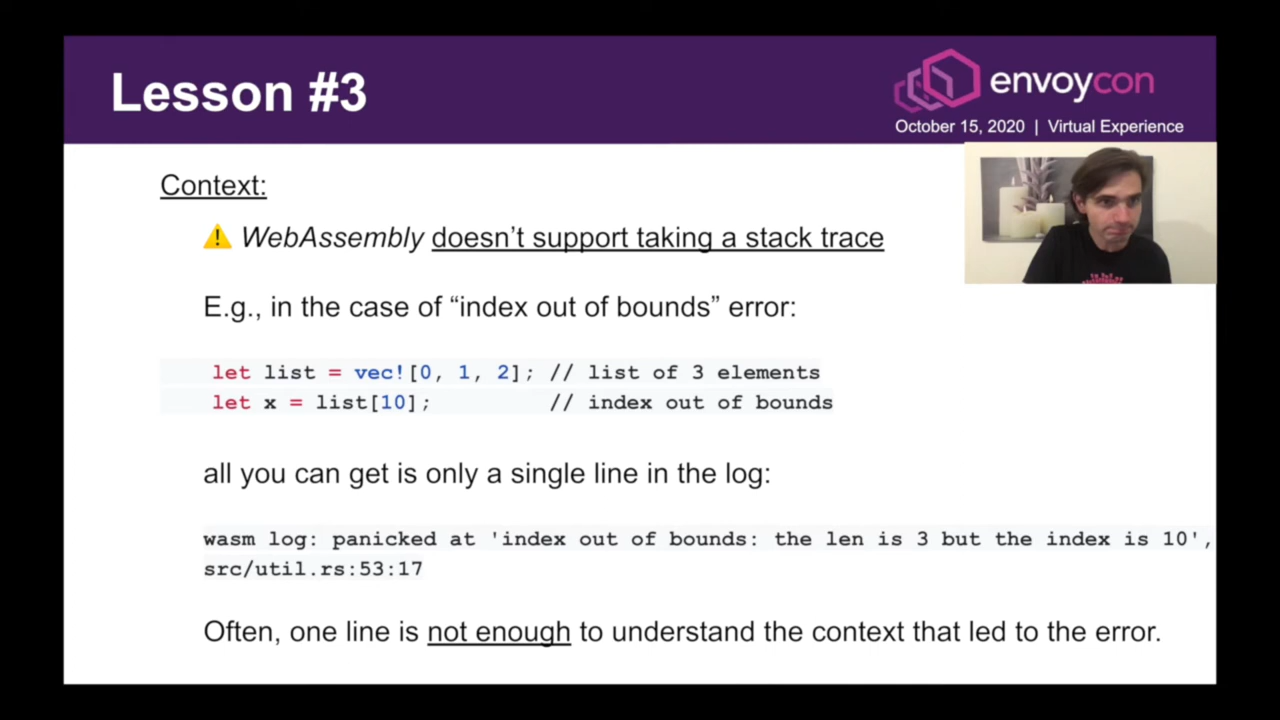 Lesson #3
envoycon
October 15, 2020 | Virtual Experience
Context:
⚠️ WebAssembly doesn’t support taking a stack trace
E.g., in the case of “index out of bounds” error:
let list = vec![0, 1, 2]; // list of 3 elements
let x = list[10];         // index out of bounds
all you can get is only a single line in the log:
wasm log: panicked at 'index out of bounds: the len is 3 but the index is 10',
src/util.rs:53:17
Often, one line is not enough to understand the context that led to the error.